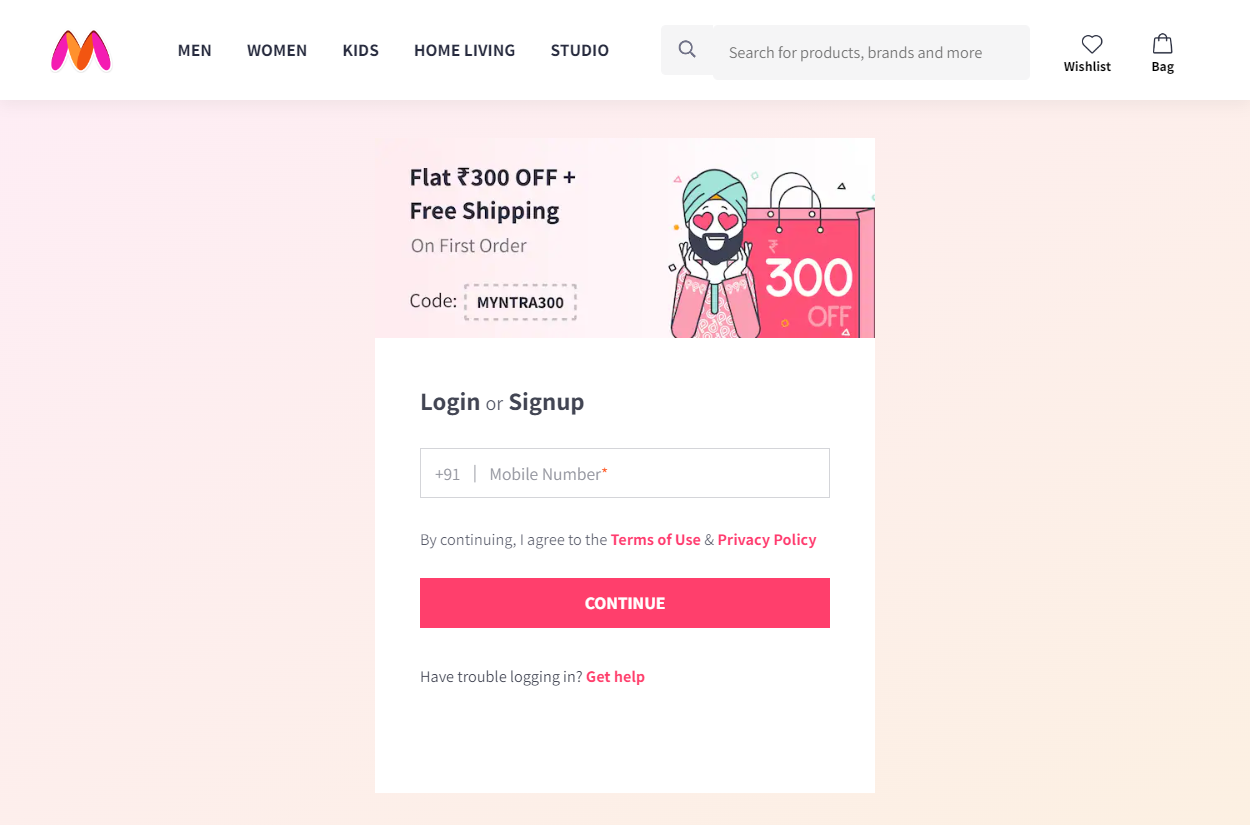 MEN WOMEN KIDS HOME LIVING STUDIO
Search for products, brands and more
Wishlist Bag
Flat ₹300 OFF +
Free Shipping
On First Order
Code: MYNTRA300
₹
300
OFF
Login or Signup
+91 | Mobile Number*
By continuing, I agree to the Terms of Use & Privacy Policy
CONTINUE
Have trouble logging in? Get help